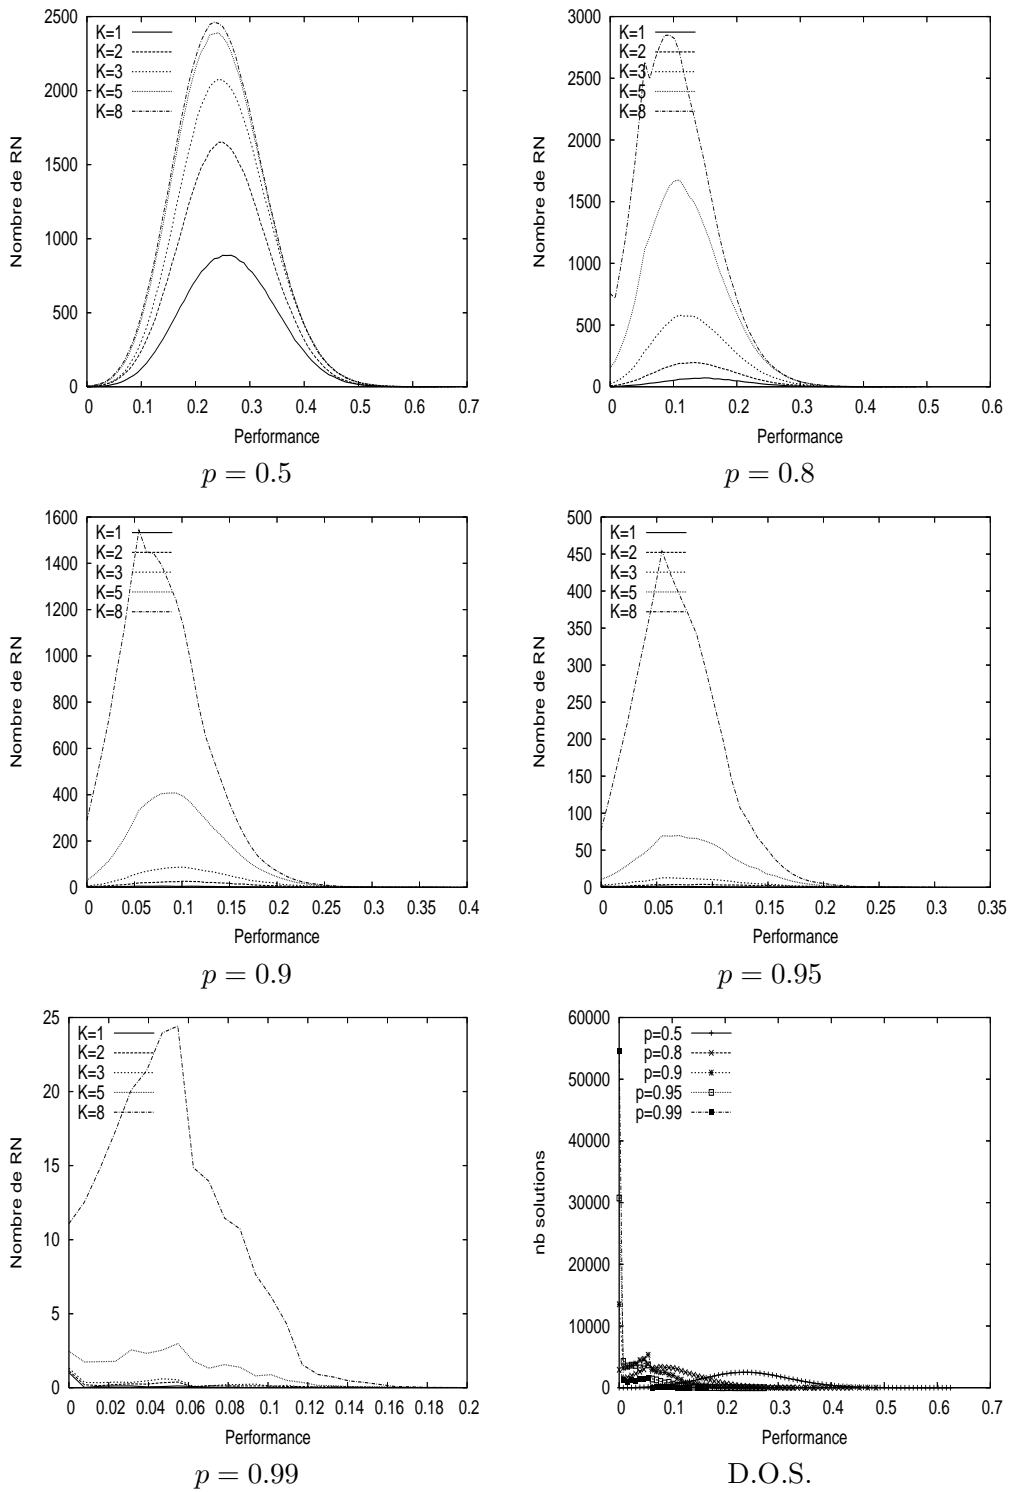 Nombre de RN
2500
2000
1500
1000
500
0
K=1
K=2
K=3
K=5
K=8
0 0.1 0.2 0.3 0.4 0.5 0.6 0.7
Performance
p = 0.5
Nombre de RN
3000
2500
2000
1500
1000
500
0
K=1
K=2
K=3
K=5
K=8
0 0.1 0.2 0.3 0.4 0.5 0.6
Performance
p = 0.8
Nombre de RN
1600
1400
1200
1000
800
600
400
200
0
K=1
K=2
K=3
K=5
K=8
0 0.05 0.1 0.15 0.2 0.25 0.3 0.35 0.4
Performance
p = 0.9
Nombre de RN
500
450
400
350
300
250
200
150
100
50
0
K=1
K=2
K=3
K=5
K=8
0 0.05 0.1 0.15 0.2 0.25 0.3 0.35
Performance
p = 0.95
Nombre de RN
25
20
15
10
5
0
K=1
K=2
K=3
K=5
K=8
0 0.02 0.04 0.06 0.08 0.1 0.12 0.14 0.16 0.18 0.2
Performance
p = 0.99
nb solutions
60000
50000
40000
30000
20000
10000
0
p=0.5
p=0.8
p=0.9
p=0.95
p=0.99
0 0.1 0.2 0.3 0.4 0.5 0.6 0.7
Performance
D.O.S.